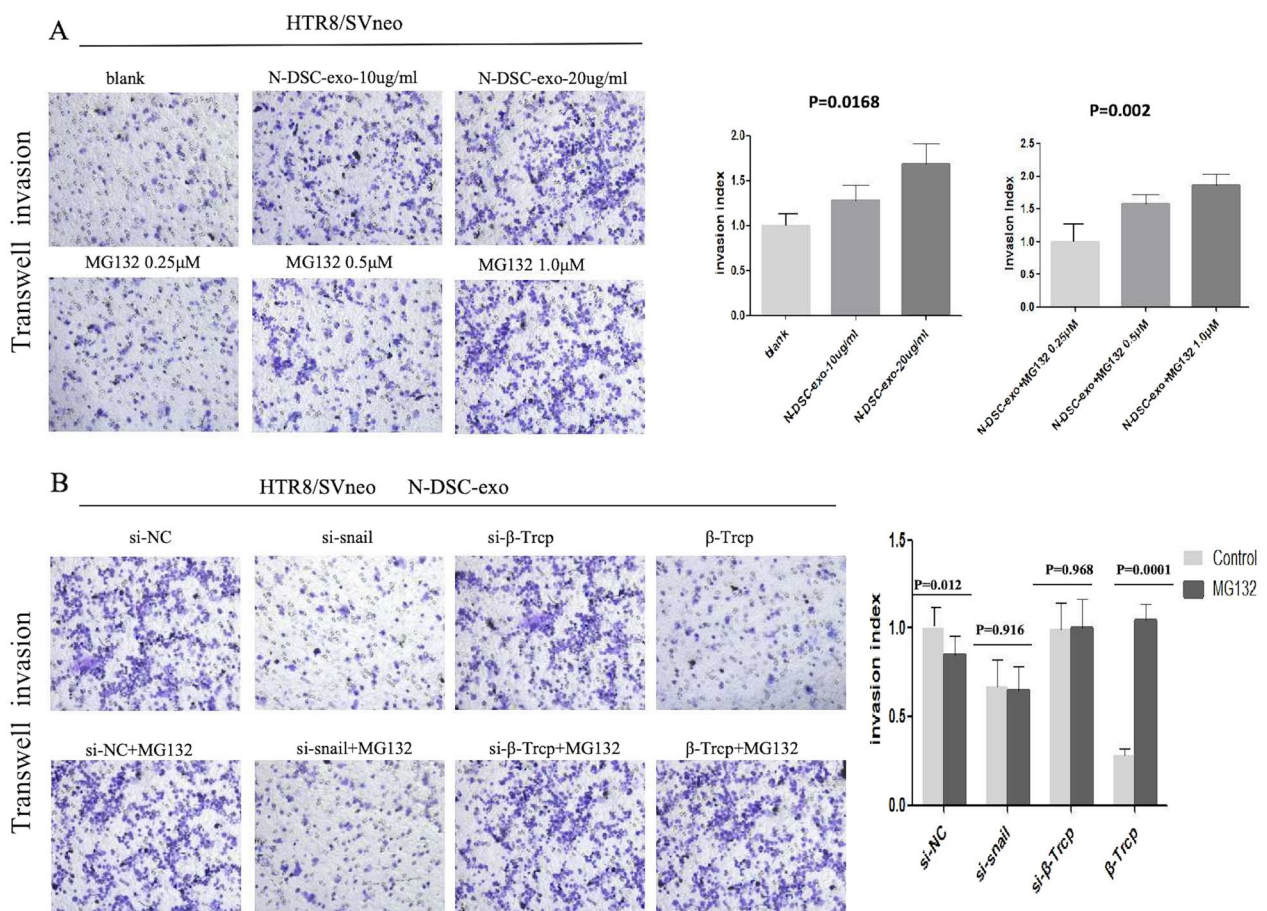 A
HTR8/SVneo
blank
N-DSC-exo-10ug/ml
N-DSC-exo-20ug/ml
MG132 0.25μM
MG132 0.5μM
MG132 1.0μM
Transwell invasion
P=0.0168
invasion index
2.0
1.5
1.0
0.5
0.0
blank
N-DSC-exo-10ug/ml
N-DSC-exo-20ug/ml
P=0.002
Invasion index
2.5
2.0
1.5
1.0
0.5
0.0
N-DSC-exo+MG132 0.25μM
N-DSC-exo+MG132 0.5μM
N-DSC-exo+MG132 1.0μM
B
HTR8/SVneo N-DSC-exo
si-NC
si-snail
si-β-Trcp
β-Trcp
si-NC+MG132
si-snail+MG132
si-β-Trcp+MG132
β-Trcp+MG132
Transwell invasion
invasion index
1.5
1.0
0.5
0.0
P=0.012
P=0.916
P=0.968
P=0.0001
Control
MG132
si-NC
si-snail
si-β-Trcp
β-Trcp